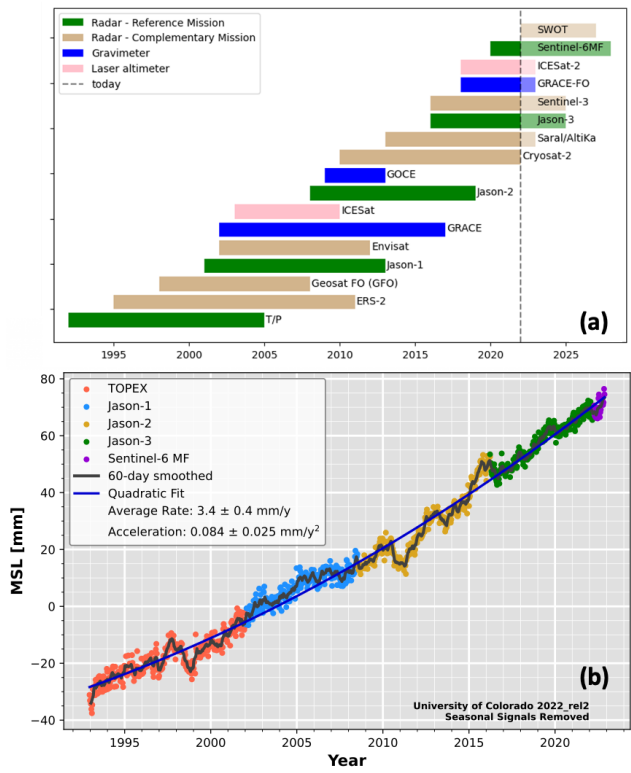 Radar - Reference Mission
Radar - Complementary Mission
Gravimeter
Laser altimeter
today
SWOT
Sentinel-6MF
ICESat-2
GRACE-FO
Sentinel-3
Jason-3
Saral/AltiKa
Cryosat-2
GOCE
Jason-2
ICESat
GRACE
Envisat
Jason-1
Geosat FO (GFO)
ERS-2
T/P
(a)
1995 2000 2005 2010 2015 2020 2025
80
60
40
20
0
−20
−40
MSL [mm]
TOPEX
Jason-1
Jason-2
Jason-3
Sentinel-6 MF
60-day smoothed
Quadratic Fit
Average Rate: 3.4 ± 0.4 mm/y
Acceleration: 0.084 ± 0.025 mm/y²
(b)
University of Colorado 2022_rel2
Seasonal Signals Removed
1995 2000 2005 2010 2015 2020
Year